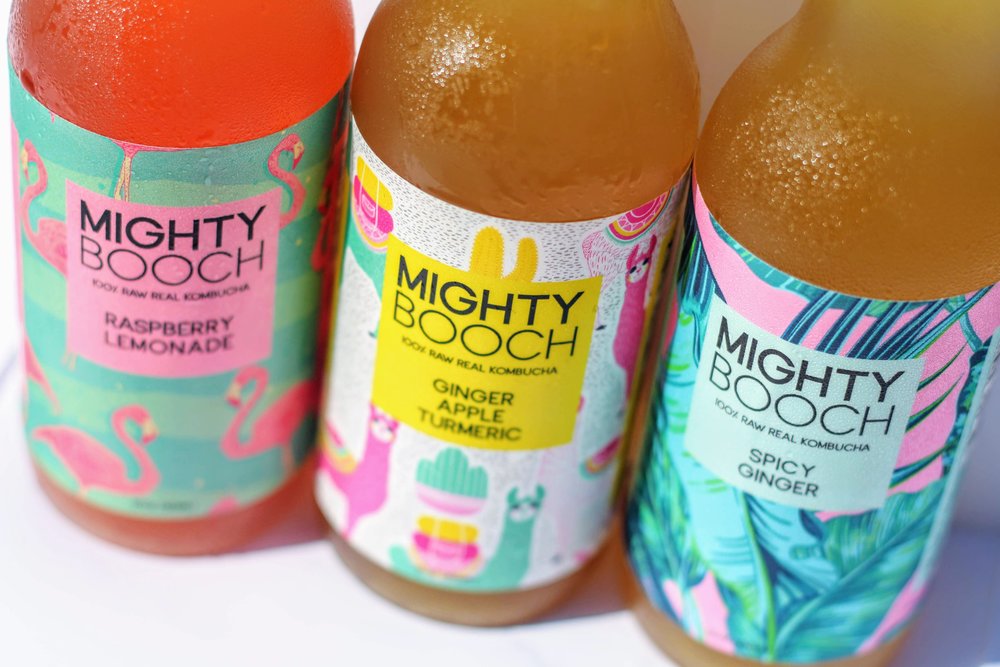 MIGHTY
BOOCH
100% RAW REAL KOMBUCHA
RASPBERRY
LEMONADE
MIGHTY
BOOCH
100% RAW REAL KOMBUCHA
GINGER
APPLE
TURMERIC
MIGHTY
BOOCH
100% RAW REAL KOMBUCHA
SPICY
GINGER